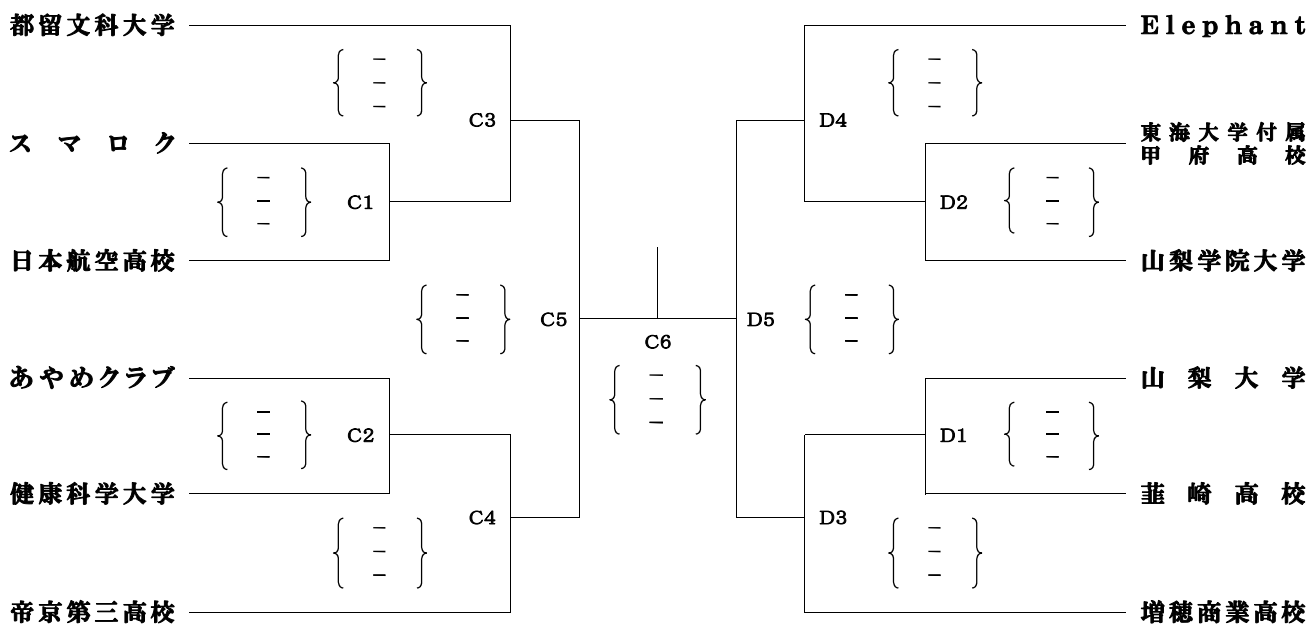 都留文科大学
スマロク
日本航空高校
あやめクラブ
健康科学大学
帝京第三高校
C3
C1
C5
C2
C4
C6
D4
D2
D5
D1
D3
Elephant
東海大学付属
甲府高校
山梨学院大学
山梨大学
韮崎高校
増穂商業高校